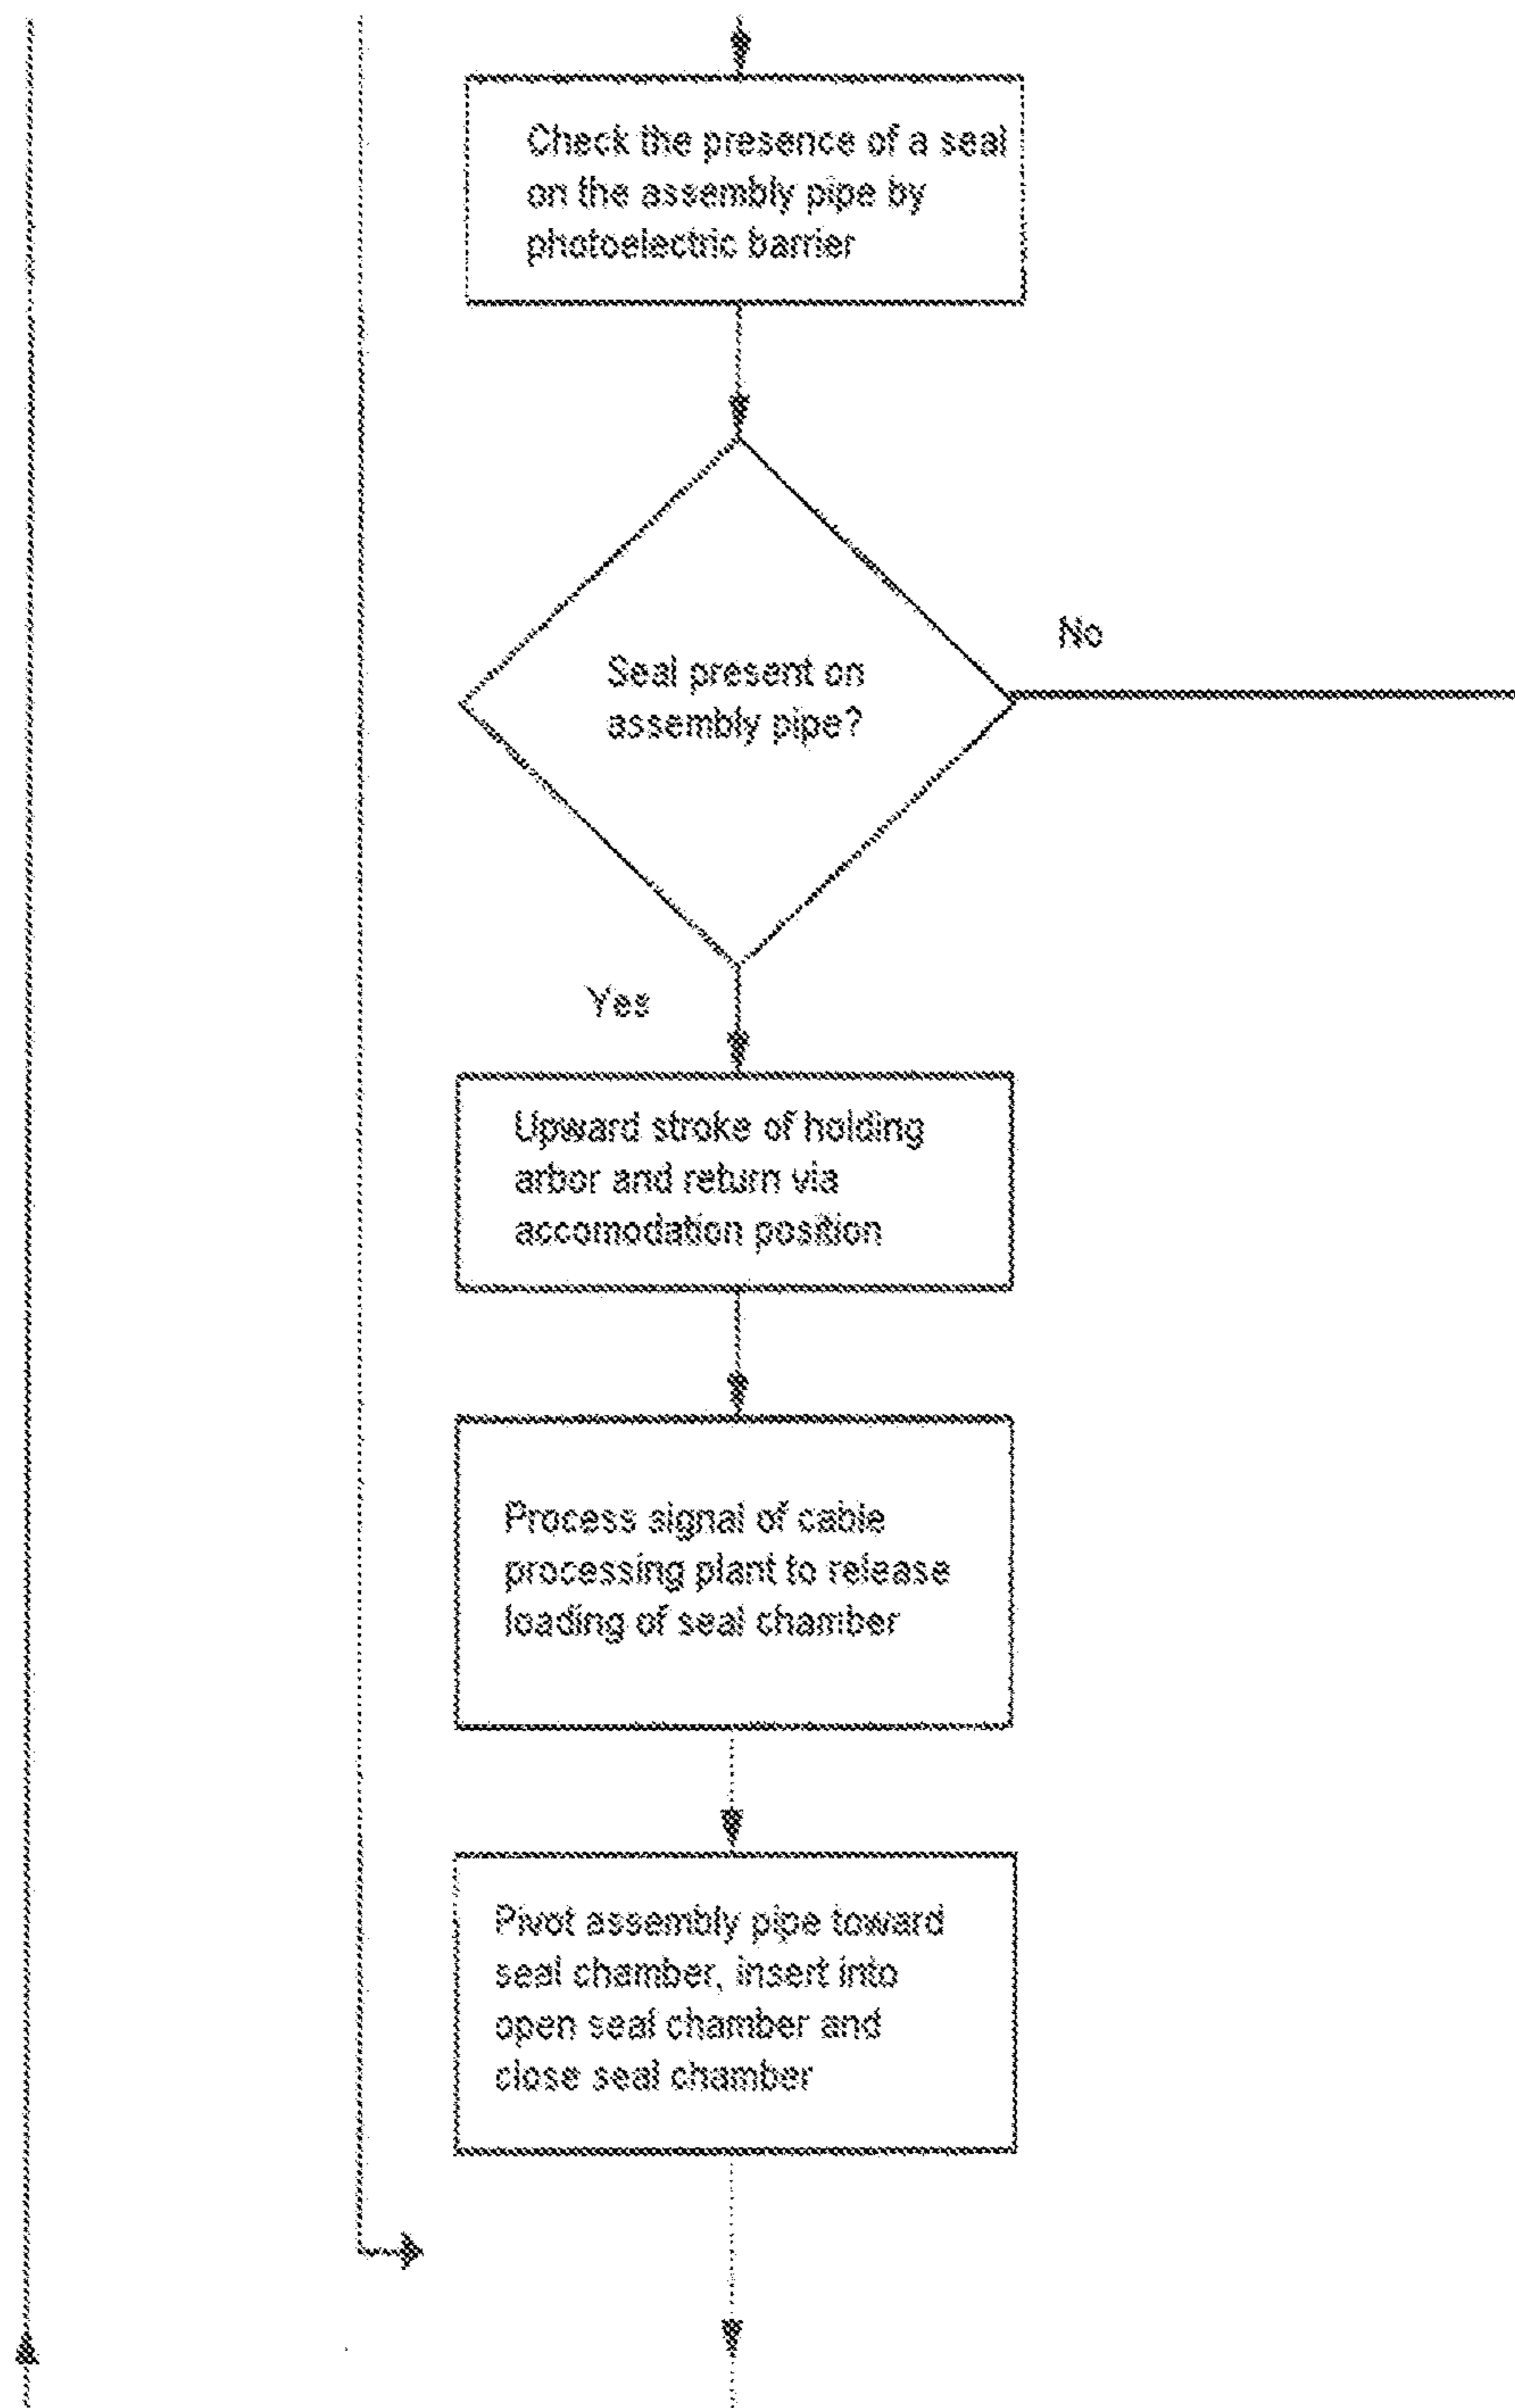 Check the presence of a seal
on the assembly pipe by
photoelectric barrier
No
Seal present on
assembly pipe?
Yes
Upward stroke of holding
arbor and return via
accomodation position
Process signal of cable
processing plant to release
loading of seal chamber
Pivot assembly pipe toward
seal chamber, insert into
open seal chamber and
close seal chamber